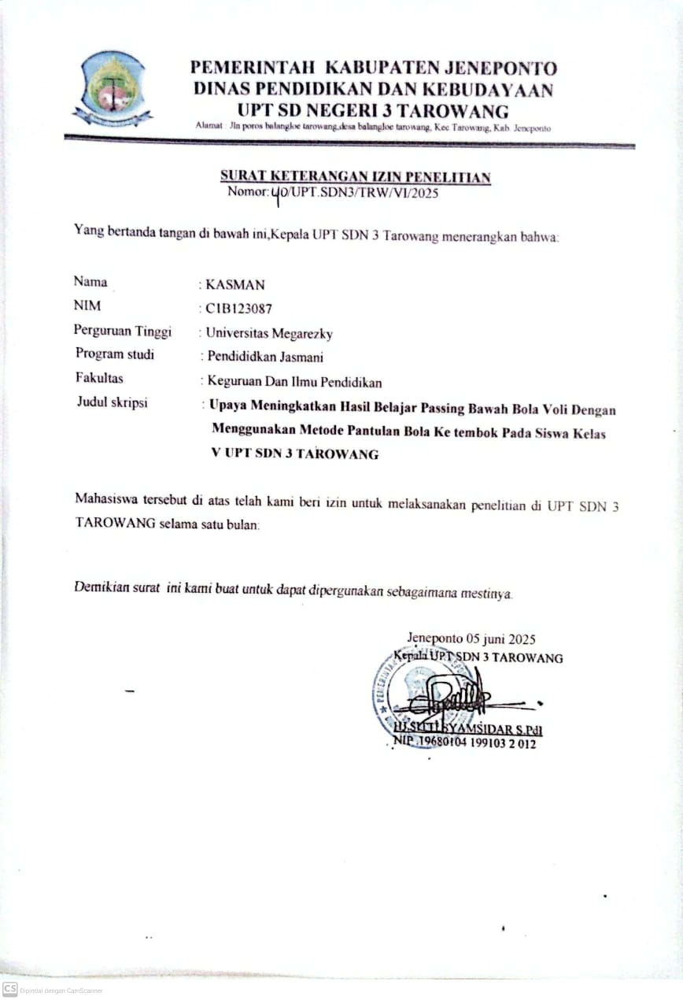 PEMERINTAH KABUPATEN JENEPONTO
DINAS PENDIDIKAN DAN KEBUDAYAAN
UPT SD NEGERI 3 TAROWANG
Alamat : Jln poros balangloe tarowang,desa balangloe tarowang, Kec Tarowang, Kab. Jeneponto
SURAT KETERANGAN IZIN PENELITIAN
Nomor: 40/UPT.SDN3/TRW/VI/2025
Yang bertanda tangan di bawah ini,Kepala UPT SDN 3 Tarowang menerangkan bahwa:
Nama : KASMAN
NIM : C1B123087
Perguruan Tinggi : Universitas Megarezky
Program studi : Pendididkan Jasmani
Fakultas : Keguruan Dan Ilmu Pendidikan
Judul skripsi : Upaya Meningkatkan Hasil Belajar Passing Bawah Bola Voli Dengan
Menggunakan Metode Pantulan Bola Ke tembok Pada Siswa Kelas
V UPT SDN 3 TAROWANG
Mahasiswa tersebut di atas telah kami beri izin untuk melaksanakan penelitian di UPT SDN 3
TAROWANG selama satu bulan:
Demikian surat ini kami buat untuk dapat dipergunakan sebagaimana mestinya.
Jeneponto 05 juni 2025
Kepala UPT SDN 3 TAROWANG
PEMERINTAH
Hj.SITTI SYAMSIDAR S.PdI
NIP .19680104 199103 2 012
CS Dipindai dengan CamScanner